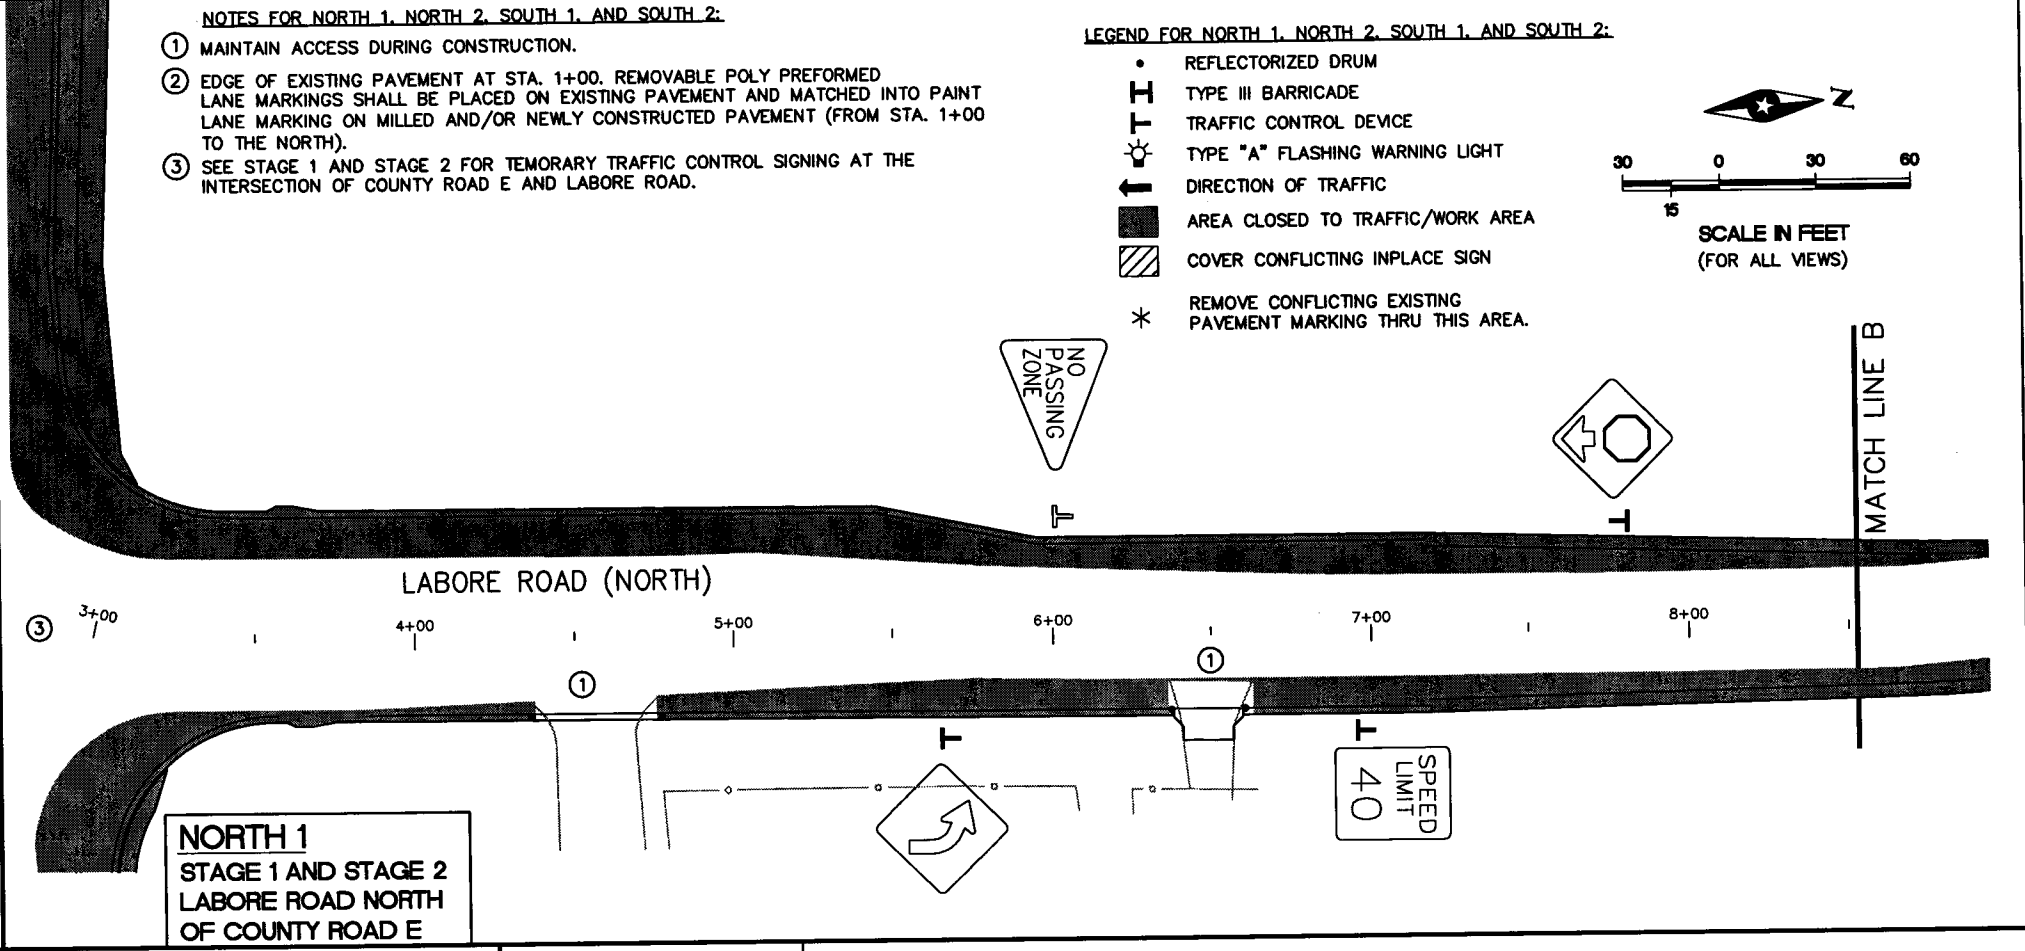 NOTES FOR NORTH 1, NORTH 2, SOUTH 1, AND SOUTH 2:
① MAINTAIN ACCESS DURING CONSTRUCTION.
② EDGE OF EXISTING PAVEMENT AT STA. 1+00. REMOVABLE POLY PREFORMED
LANE MARKINGS SHALL BE PLACED ON EXISTING PAVEMENT AND MATCHED INTO PAINT
LANE MARKING ON MILLED AND/OR NEWLY CONSTRUCTED PAVEMENT (FROM STA. 1+00
TO THE NORTH).
③ SEE STAGE 1 AND STAGE 2 FOR TEMORARY TRAFFIC CONTROL SIGNING AT THE
INTERSECTION OF COUNTY ROAD E AND LABORE ROAD.
LEGEND FOR NORTH 1, NORTH 2, SOUTH 1, AND SOUTH 2:
REFLECTORIZED DRUM
TYPE III BARRICADE
TRAFFIC CONTROL DEVICE
TYPE "A" FLASHING WARNING LIGHT
DIRECTION OF TRAFFIC
AREA CLOSED TO TRAFFIC/WORK AREA
COVER CONFLICTING INPLACE SIGN
REMOVE CONFLICTING EXISTING
PAVEMENT MARKING THRU THIS AREA.
N
30 0 30 60
15
SCALE IN FEET
(FOR ALL VIEWS)
NO
PASSING
ZONE
MATCH LINE B
LABORE ROAD (NORTH)
③ 3+00 4+00 5+00 6+00 7+00 8+00
① ①
SPEED
LIMIT
40
NORTH 1
STAGE 1 AND STAGE 2
LABORE ROAD NORTH
OF COUNTY ROAD E